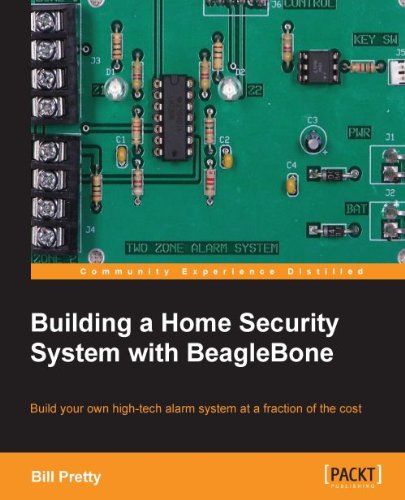 CONTROL
KEY SW
J3
J5
D1
D2
Z1
Z2
C1
C2
C3
C4
PWR
J1
J2
BAT
J4
TWO ZONE ALARM SYSTEM
ZONE 2
Community Experience Distilled
Building a Home Security
System with BeagleBone
Build your own high-tech alarm system at a fraction of the cost
Bill Pretty
[PACKT]
PUBLISHING